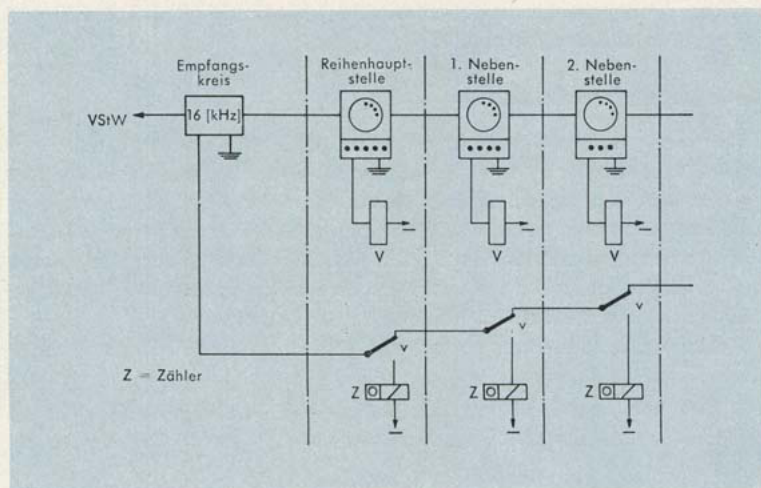 Empfangs-
kreis
Reihenhaupt-
stelle
1. Neben-
stelle
2. Neben-
stelle
VStW
16 [kHz]
V
V
V
v
v
v
Z = Zähler
Z
Z
Z